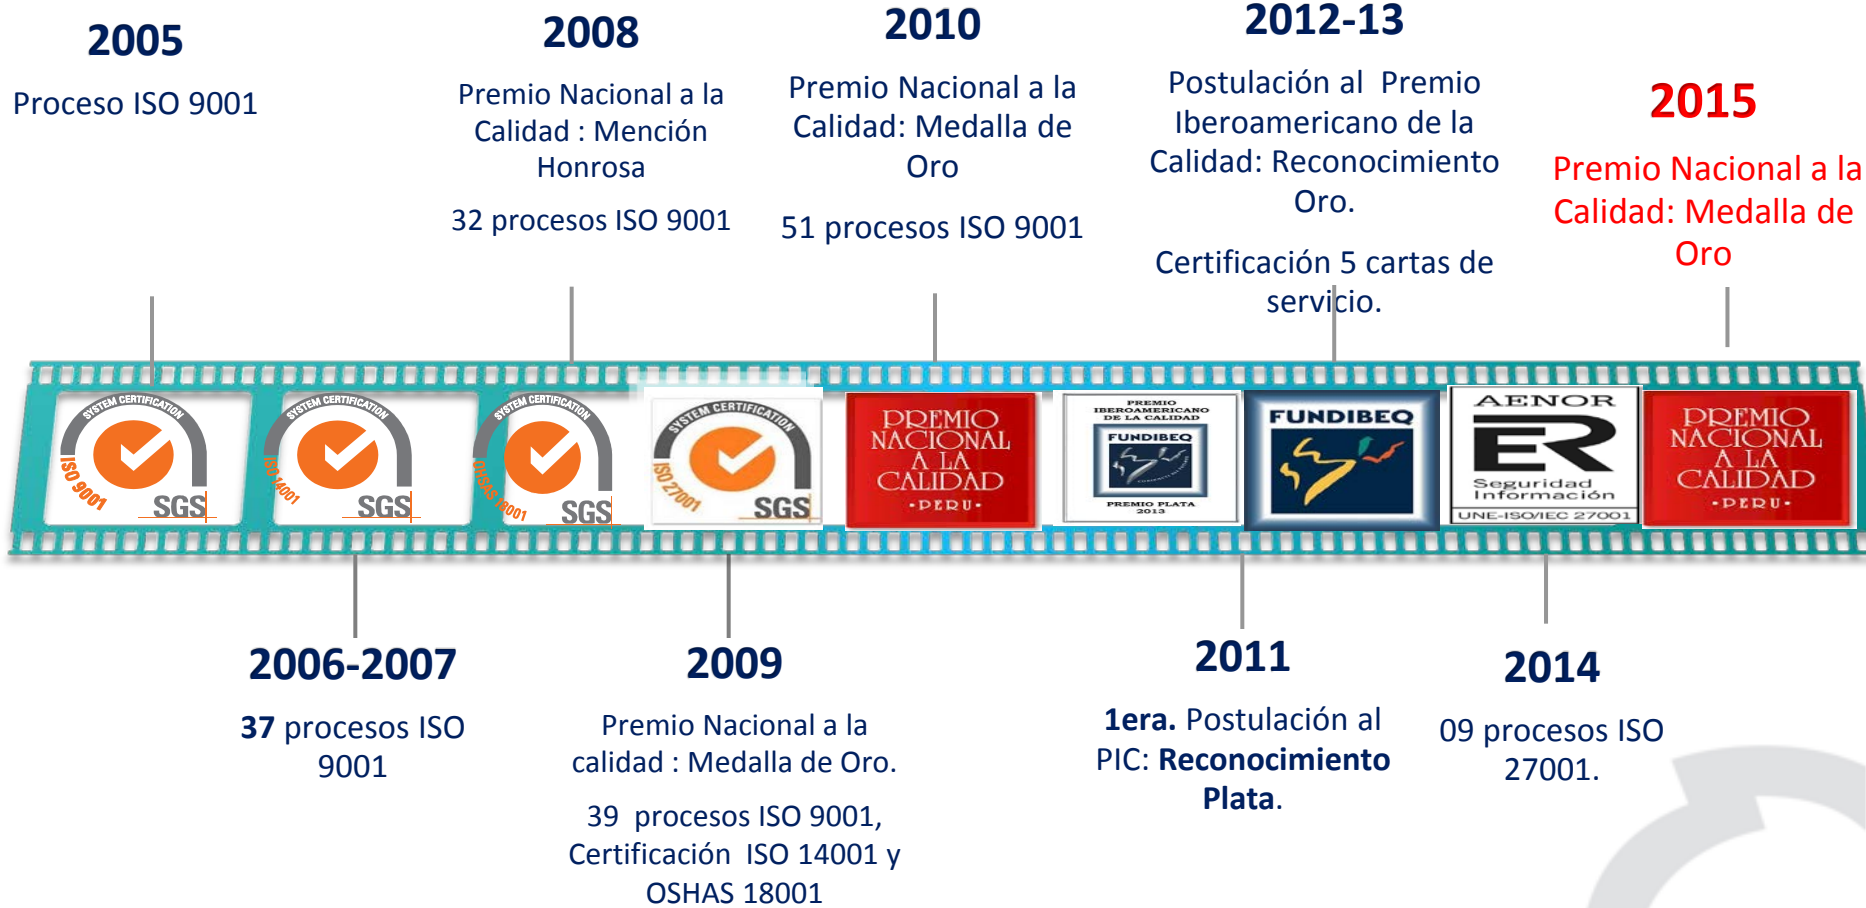 2005
Proceso ISO 9001
2008
Premio Nacional a la
Calidad : Mención
Honrosa
32 procesos ISO 9001
2010
Premio Nacional a la
Calidad: Medalla de
Oro
51 procesos ISO 9001
2012-13
Postulación al Premio
Iberoamericano de la
Calidad: Reconocimiento
Oro.
Certificación 5 cartas de
servicio.
2015
Premio Nacional a la
Calidad: Medalla de
Oro
SYSTEM CERTIFICATION
ISO 9001
SGS
SYSTEM CERTIFICATION
ISO 14001
SGS
SYSTEM CERTIFICATION
OHSAS 18001
SGS
SYSTEM CERTIFICATION
ISO 27001
SGS
PREMIO
NACIONAL
A LA
CALIDAD
·PERU·
PREMIO
IBEROAMERICANO
DE LA CALIDAD
FUNDIBEQ
PREMIO PLATA
2013
FUNDIBEQ
AENOR
ER
Seguridad
Información
UNE-ISO/IEC 27001
PREMIO
NACIONAL
A LA
CALIDAD
·PERU·
2006-2007
37 procesos ISO
9001
2009
Premio Nacional a la
calidad : Medalla de Oro.
39 procesos ISO 9001,
Certificación ISO 14001 y
OSHAS 18001
2011
1era. Postulación al
PIC: Reconocimiento
Plata.
2014
09 procesos ISO
27001.